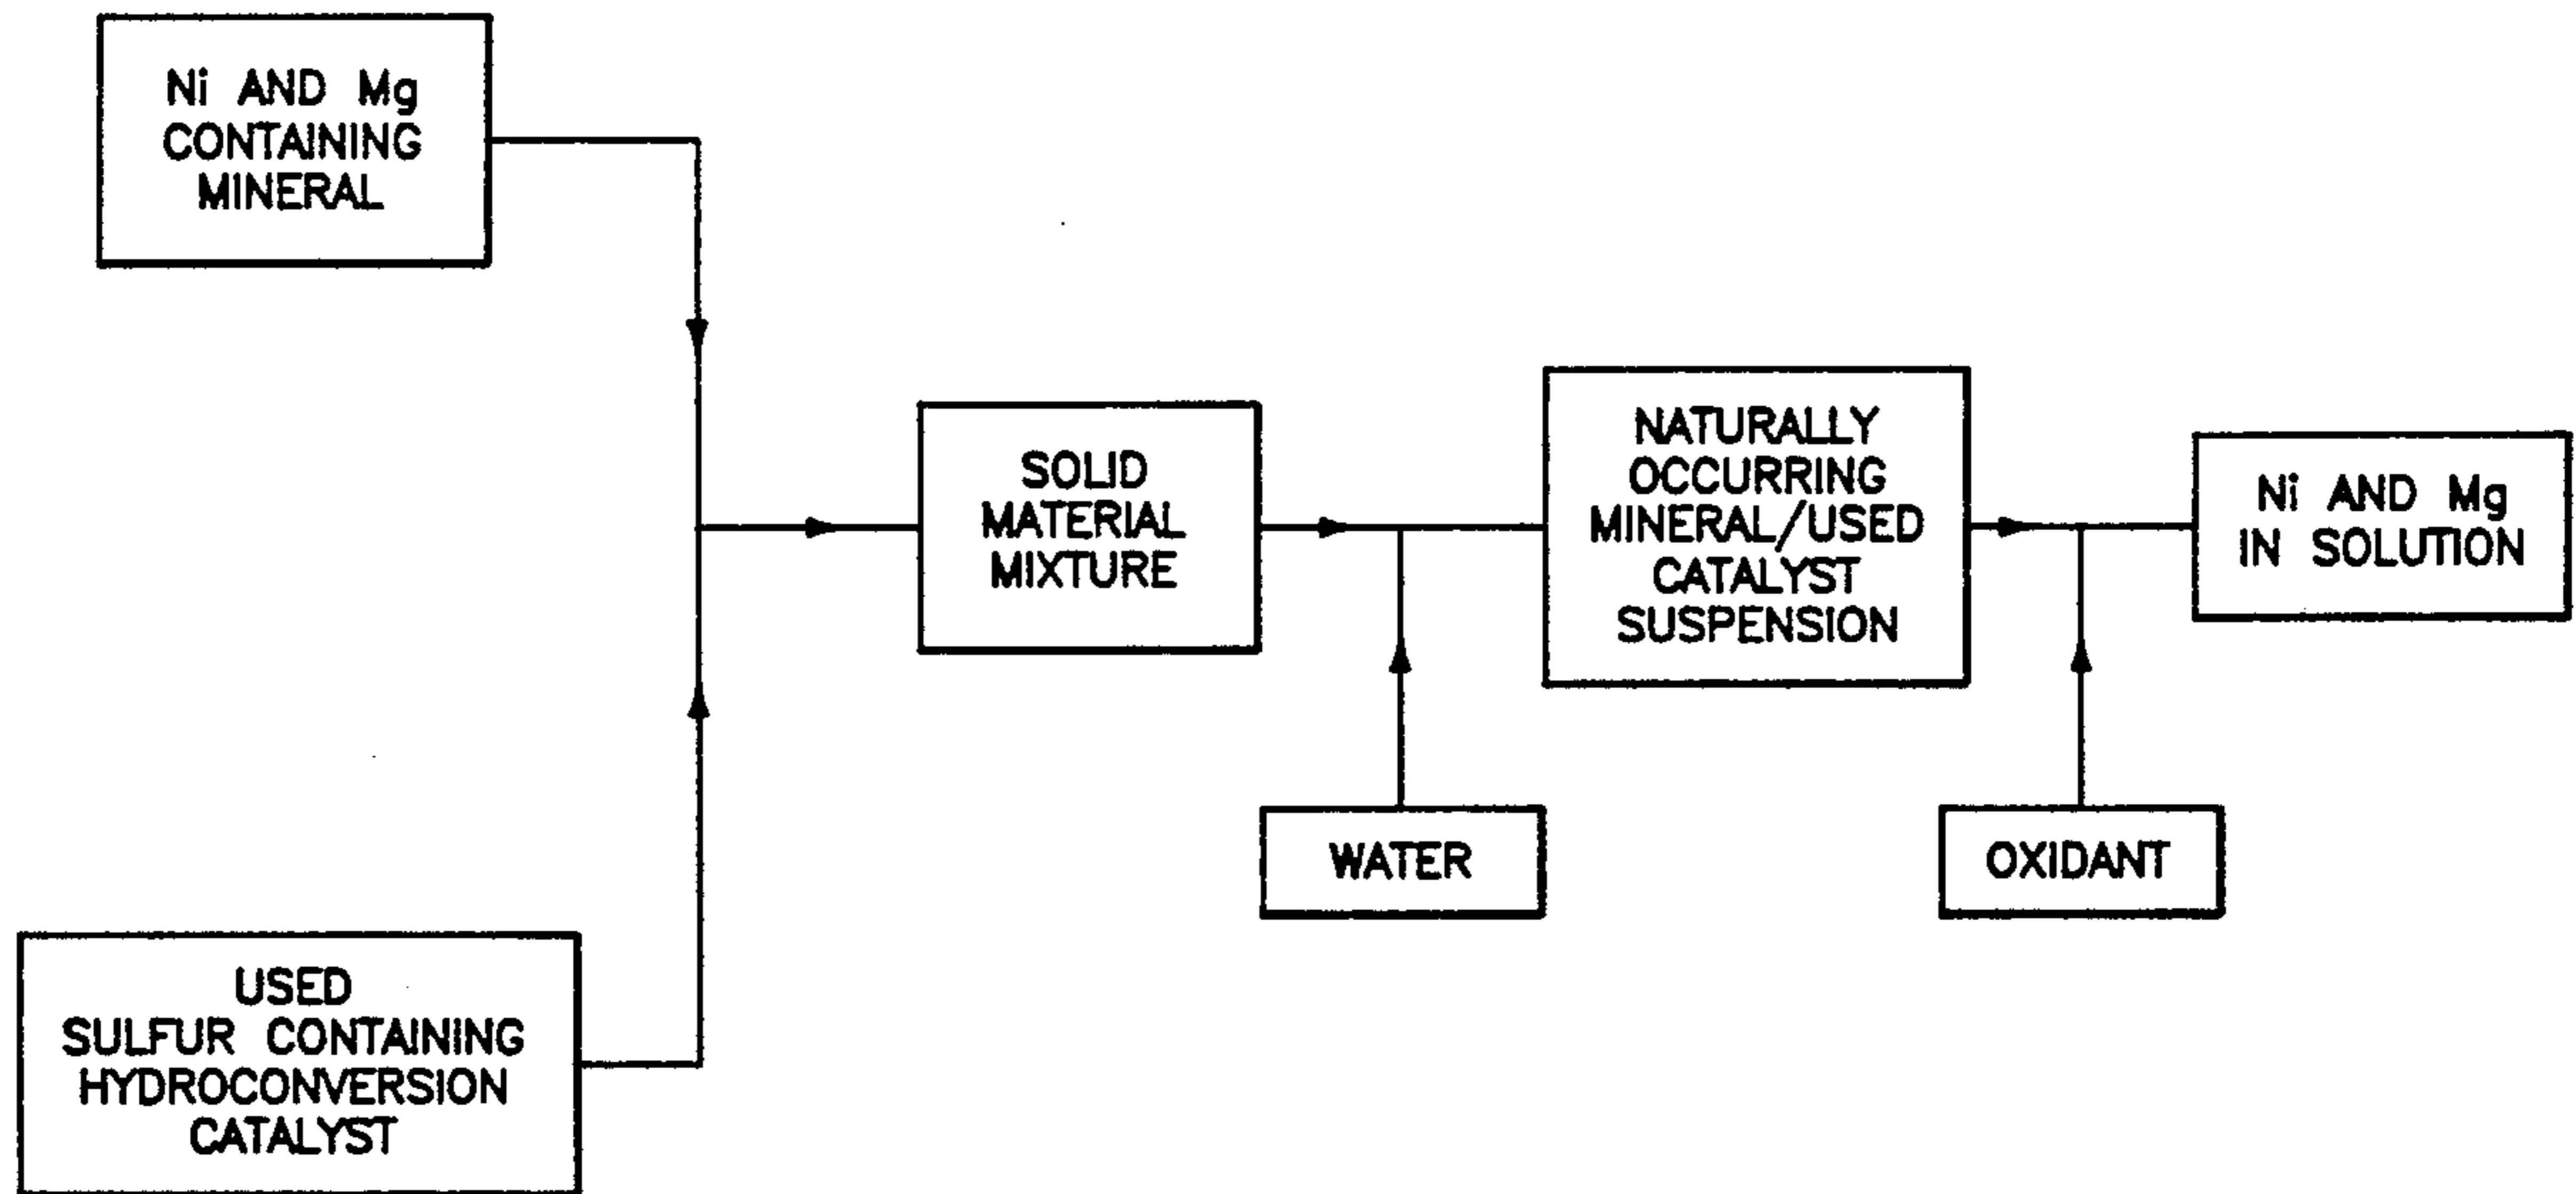 Ni AND Mg
CONTAINING
MINERAL
USED
SULFUR CONTAINING
HYDROCONVERSION
CATALYST
SOLID
MATERIAL
MIXTURE
WATER
NATURALLY
OCCURRING
MINERAL/USED
CATALYST
SUSPENSION
OXIDANT
Ni AND Mg
IN SOLUTION